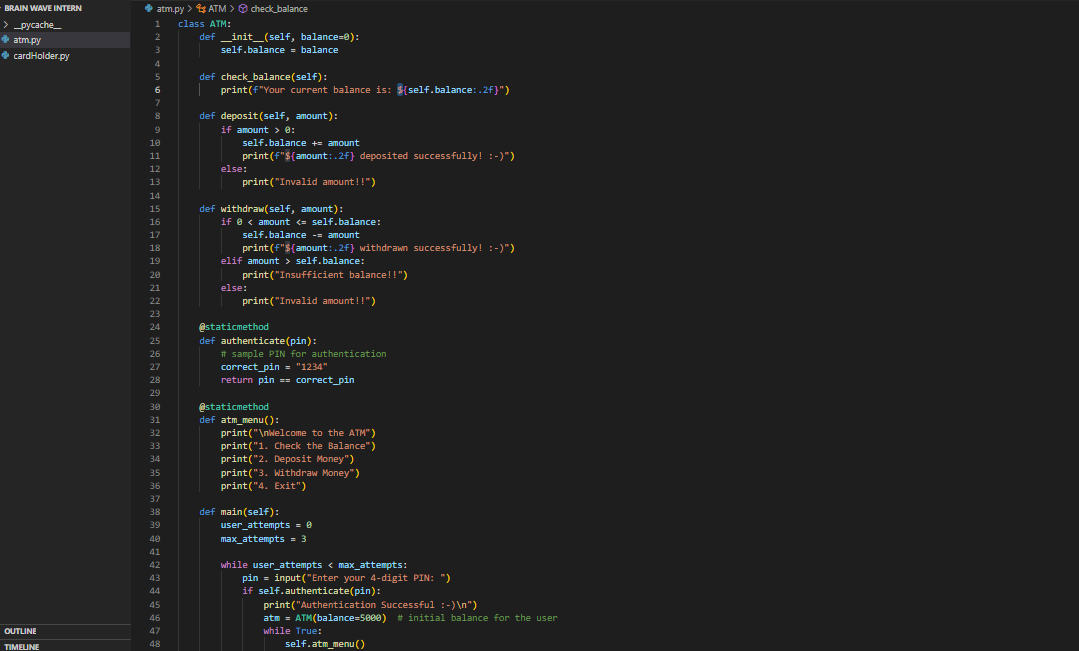 BRAIN WAVE INTERN
> __pycache__
atm.py
cardHolder.py
OUTLINE
TIMELINE
atm.py > ATM > check_balance
1 class ATM:
2     def __init__(self, balance=0):
3         self.balance = balance
4
5     def check_balance(self):
6         print(f"Your current balance is: ${self.balance:.2f}")
7
8     def deposit(self, amount):
9         if amount > 0:
10             self.balance += amount
11             print(f"${amount:.2f} deposited successfully! :-)")
12         else:
13             print("Invalid amount!!")
14
15     def withdraw(self, amount):
16         if 0 < amount <= self.balance:
17             self.balance -= amount
18             print(f"${amount:.2f} withdrawn successfully! :-)")
19         elif amount > self.balance:
20             print("Insufficient balance!!")
21         else:
22             print("Invalid amount!!")
23
24     @staticmethod
25     def authenticate(pin):
26         # sample PIN for authentication
27         correct_pin = "1234"
28         return pin == correct_pin
29
30     @staticmethod
31     def atm_menu():
32         print("\nWelcome to the ATM")
33         print("1. Check the Balance")
34         print("2. Deposit Money")
35         print("3. Withdraw Money")
36         print("4. Exit")
37
38     def main(self):
39         user_attempts = 0
40         max_attempts = 3
41
42         while user_attempts < max_attempts:
43             pin = input("Enter your 4-digit PIN: ")
44             if self.authenticate(pin):
45                 print("Authentication Successful :-)\n")
46                 atm = ATM(balance=5000)  # initial balance for the user
47                 while True:
48                     self.atm_menu()